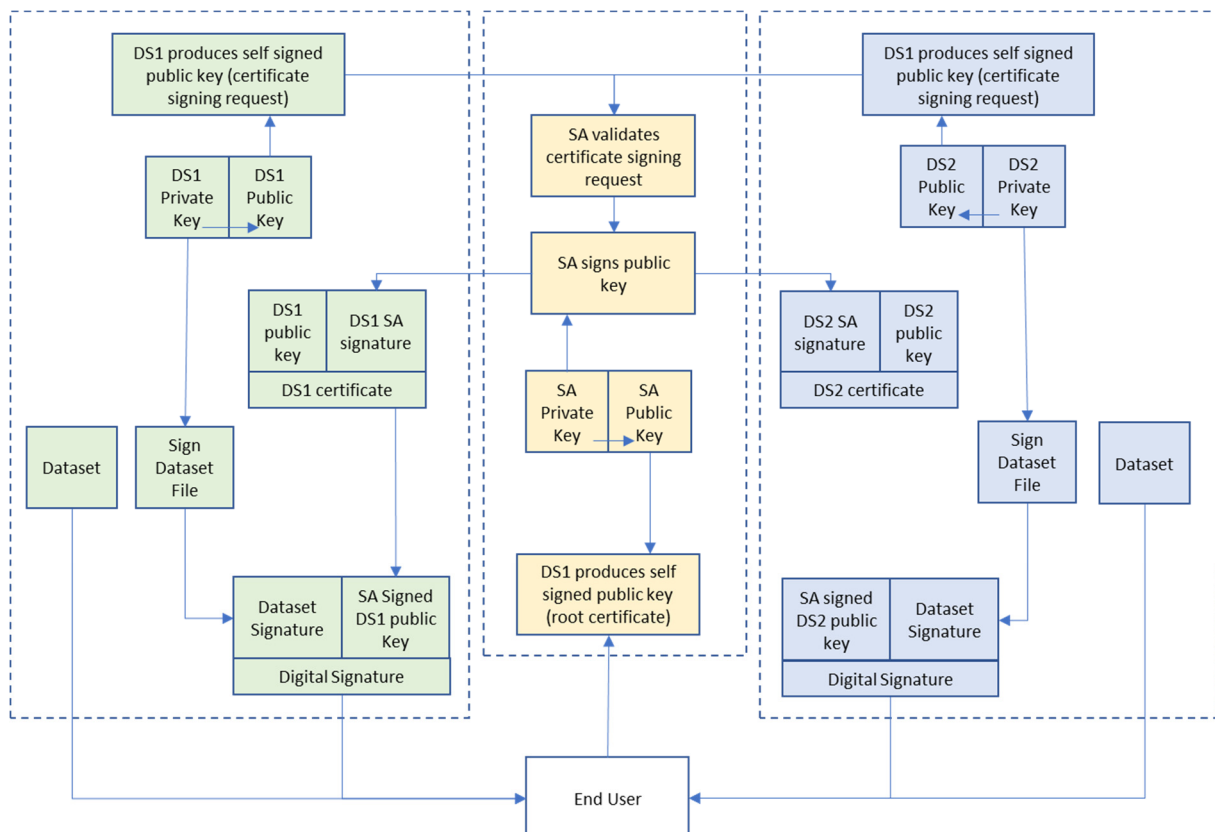 DS1 produces self signed
public key (certificate
signing request)
DS1
Private
Key
DS1
Public
Key
DS1
public
key
DS1 SA
signature
DS1 certificate
Dataset
Sign
Dataset
File
Dataset
Signature
SA Signed
DS1 public
Key
Digital Signature
SA validates
certificate signing
request
SA signs public
key
SA
Private
Key
SA
Public
Key
DS1 produces self
signed public key
(root certificate)
DS1 produces self signed
public key (certificate
signing request)
DS2
Public
Key
DS2
Private
Key
DS2 SA
signature
DS2
public
key
DS2 certificate
Sign
Dataset
File
Dataset
SA signed
DS2 public
key
Dataset
Signature
Digital Signature
End User